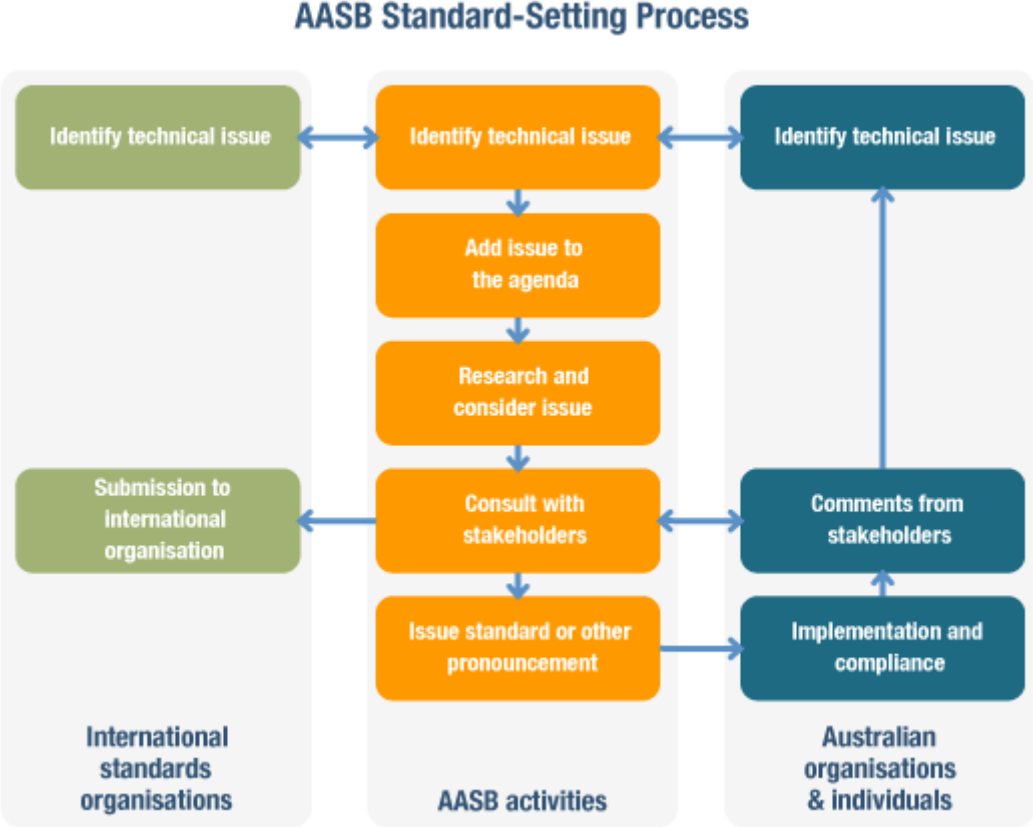 AASB Standard-Setting Process
Identify technical issue
Identify technical issue
Identify technical issue
Add issue to
the agenda
Research and
consider issue
Submission to
international
organisation
Consult with
stakeholders
Comments from
stakeholders
Issue standard or other
pronouncement
Implementation and
compliance
International
standards
organisations
AASB activities
Australian
organisations
& individuals